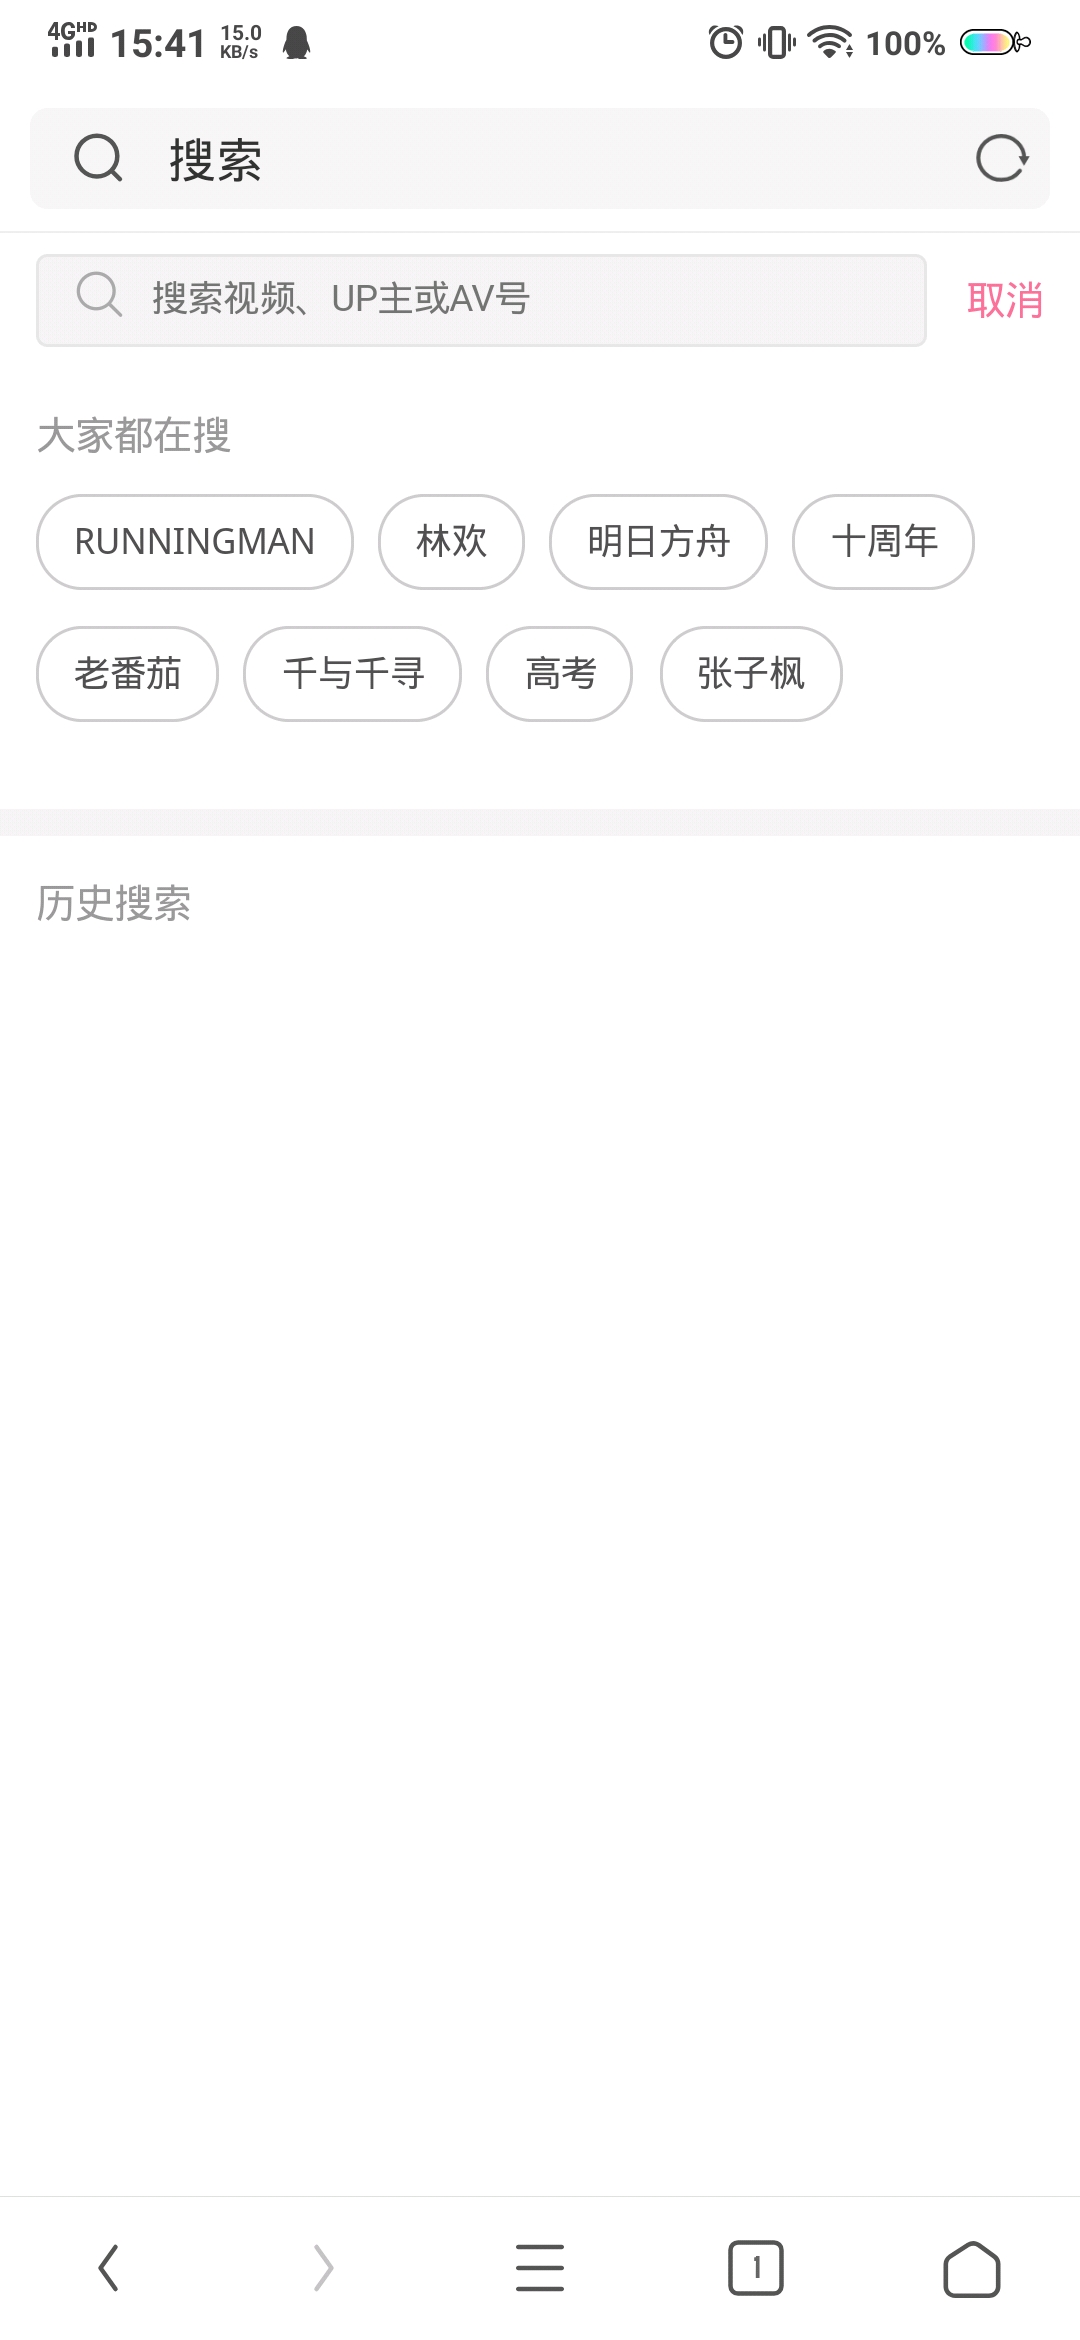 4GHD 15:41 15.0 KB/s 100%
搜索
搜索视频、UP主或AV号 取消
大家都在搜
RUNNINGMAN 林欢 明日方舟 十周年
老番茄 千与千寻 高考 张子枫
历史搜索
1